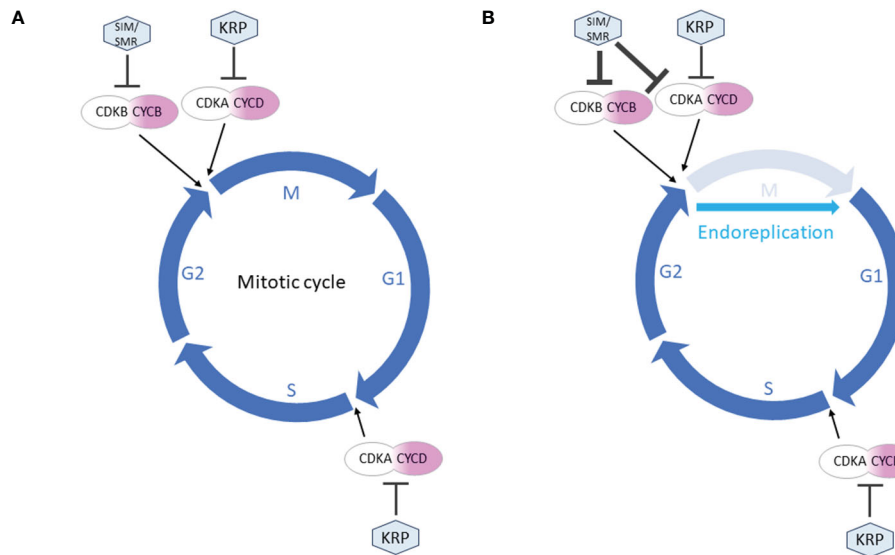 A
SIM/
SMR
KRP
CDKB CYCB
CDKA CYCD
M
G2
Mitotic cycle
G1
S
CDKA CYCD
KRP
B
SIM/
SMR
KRP
CDKB CYCB
CDKA CYCD
M
Endoreplication
G2
G1
S
CDKA
KRP